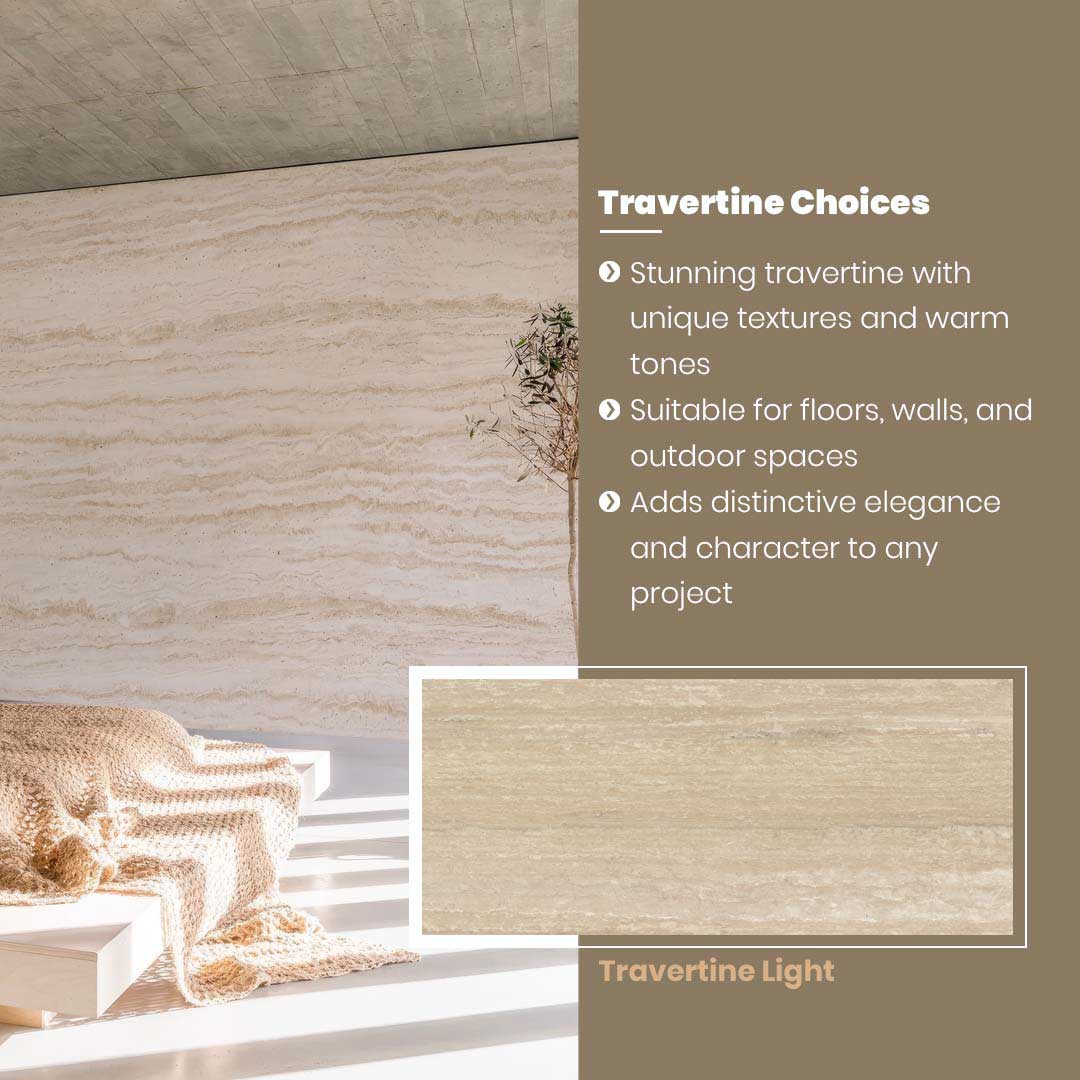 Travertine Choices
Stunning travertine with
unique textures and warm
tones
Suitable for floors, walls, and
outdoor spaces
Adds distinctive elegance
and character to any
project
Travertine Light